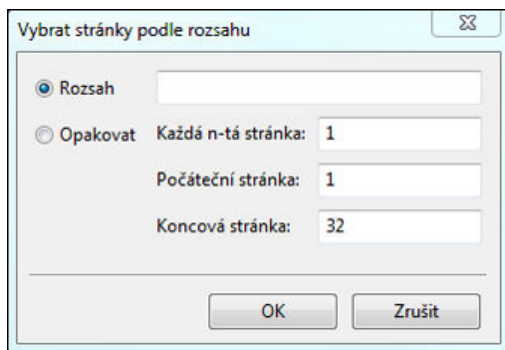 Vybrat stránky podle rozsahu
Rozsah
Opakovat Každá n-tá stránka: 1
Počáteční stránka: 1
Koncová stránka: 32
OK Zrušit